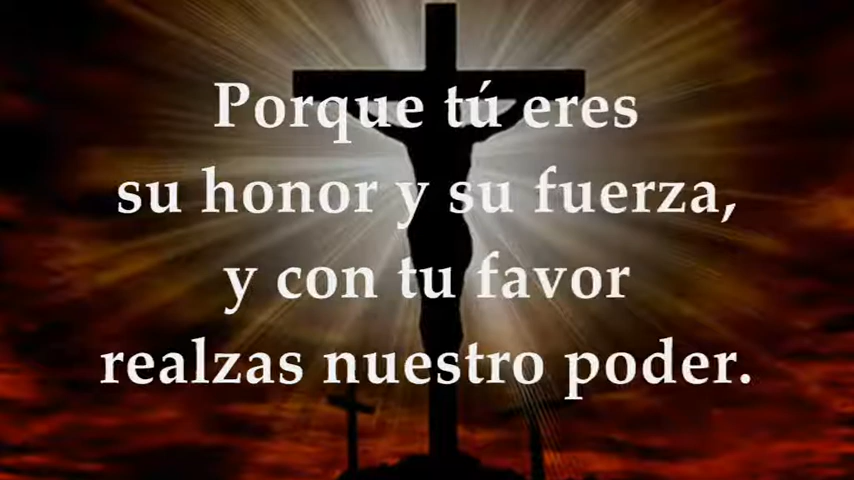 Porque tú eres
su honor y su fuerza,
y con tu favor
realzas nuestro poder.